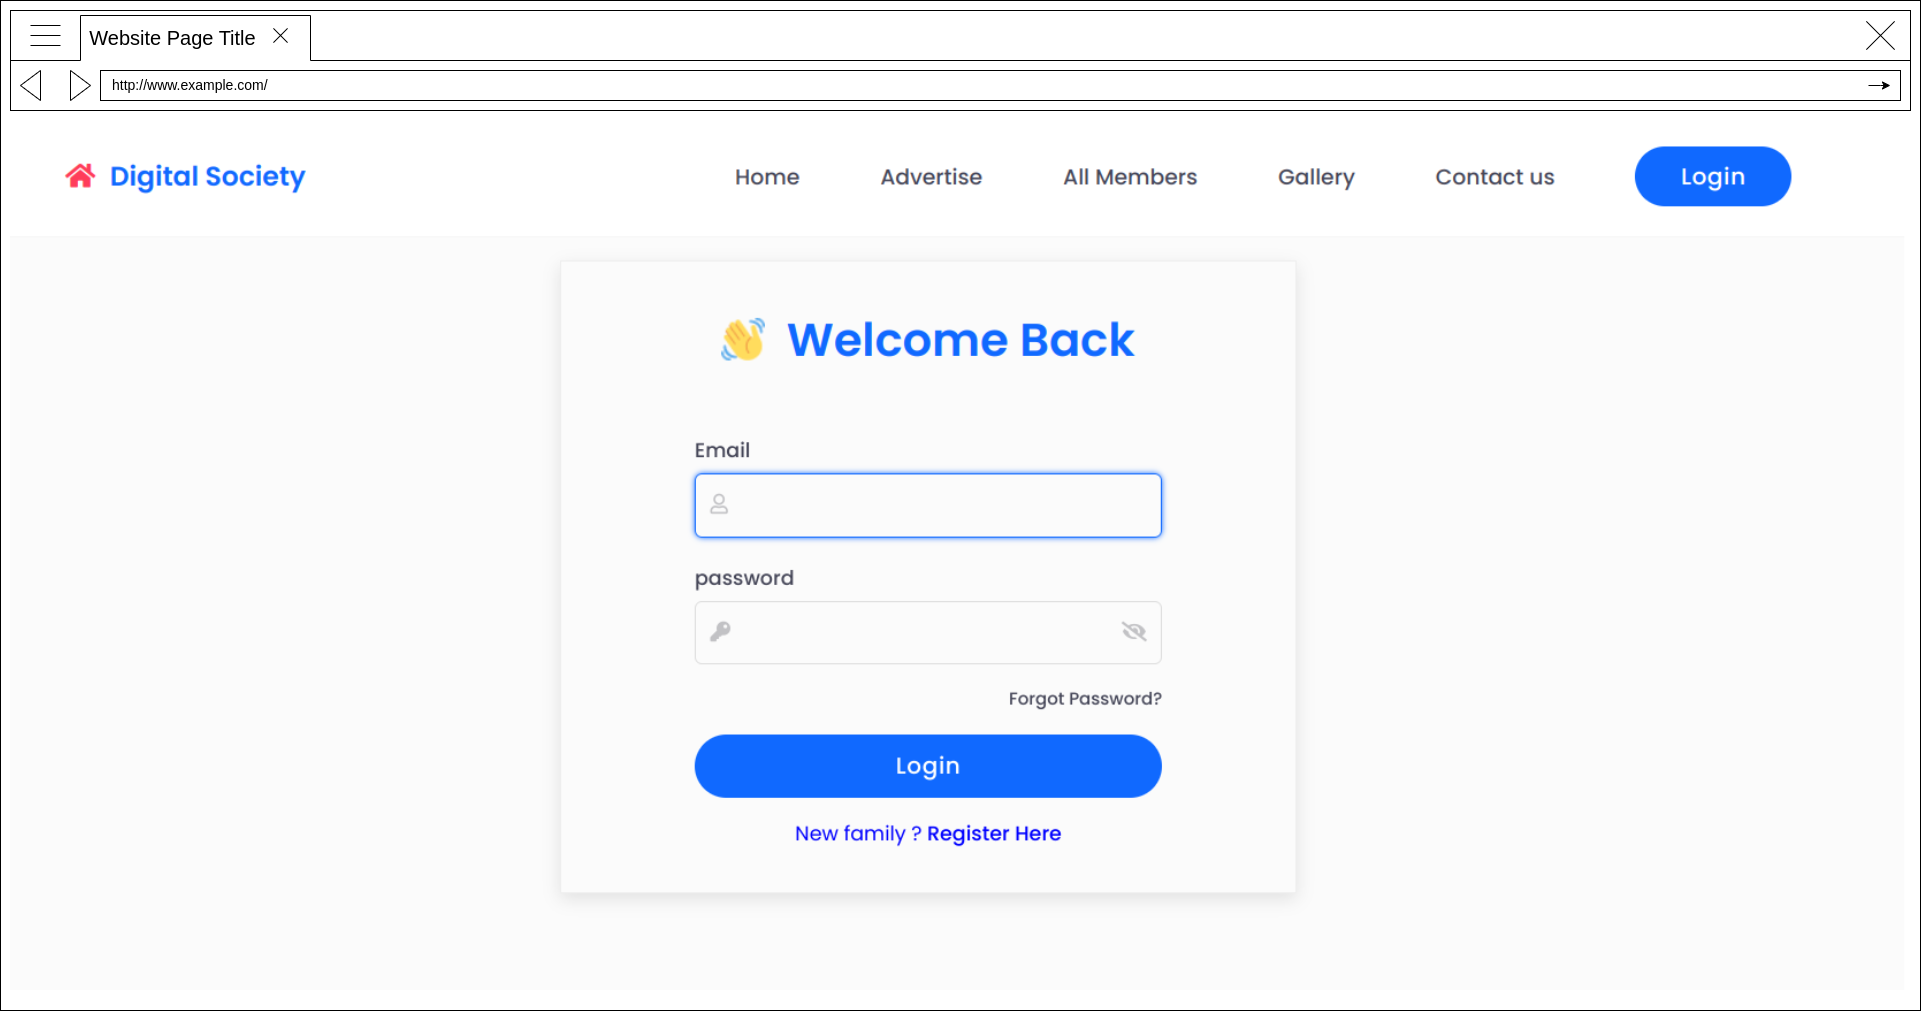 Website Page Title
http://www.example.com/
Digital Society
Home
Advertise
All Members
Gallery
Contact us
Login
Welcome Back
Email
password
Forgot Password?
Login
New family ? Register Here